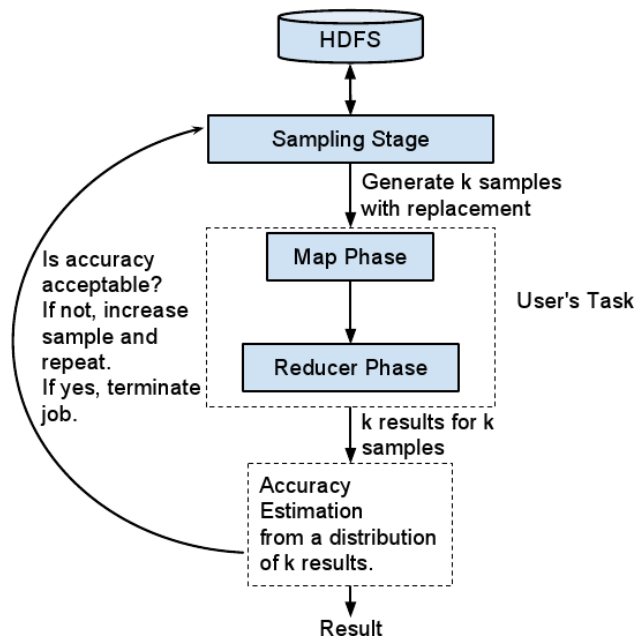 HDFS
Sampling Stage
Generate k samples
with replacement
Map Phase
Is accuracy
acceptable?
If not, increase
sample and
repeat.
If yes, terminate
job.
User's Task
Reducer Phase
k results for k
samples
Accuracy
Estimation
from a distribution
of k results.
Result